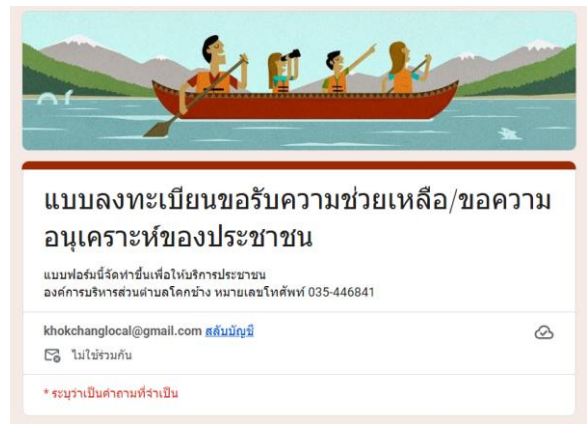 แบบลงทะเบียนขอรับความช่วยเหลือ/ขอความ
อนุเคราะห์ของประชาชน
แบบฟอร์มนี้จัดทำขึ้นเพื่อให้บริการประชาชน
องค์การบริหารส่วนตำบลโคกช้าง หมายเลขโทศัพท์ 035-446841
khokchanglocal@gmail.com สลับบัญชี
ไม่ใช้ร่วมกัน
* ระบุว่าเป็นคำถามที่จำเป็น